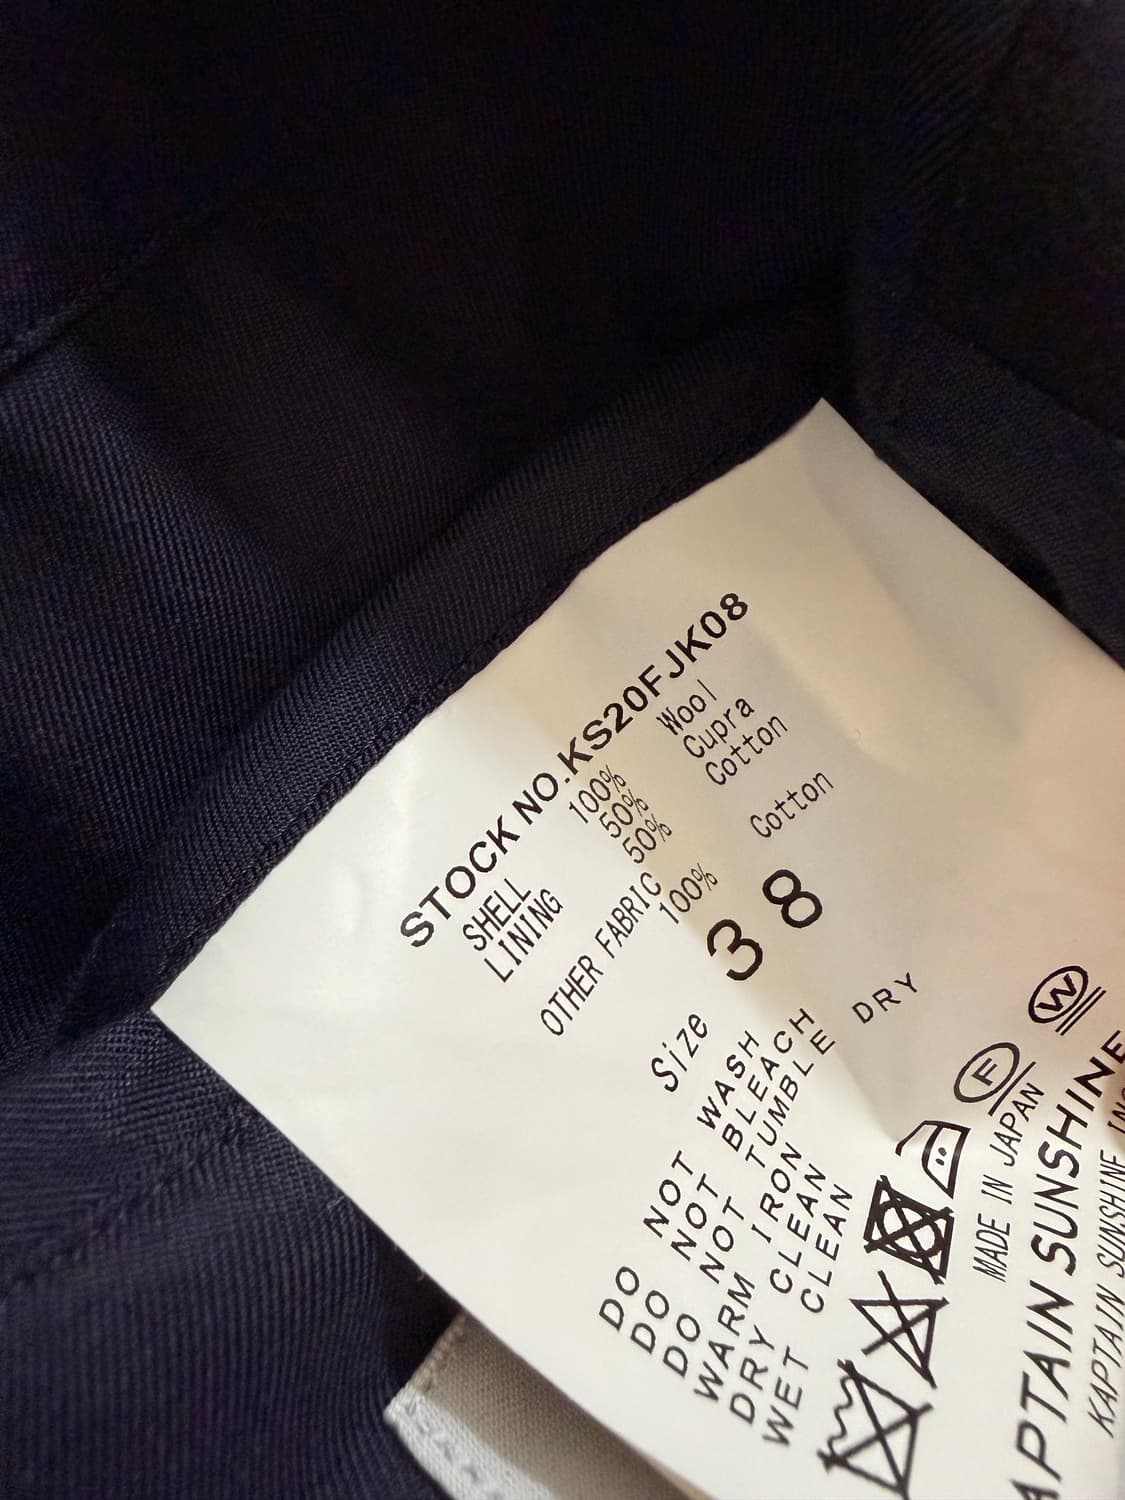 STOCK NO.KS20FJK08
SHELL 100% Wool
LINING 50% Cupra
50% Cotton
OTHER FABRIC
100% Cotton
Size 38
DO NOT WASH
DO NOT BLEACH
DO NOT TUMBLE DRY
WARM IRON
DRY CLEAN
WET CLEAN
F W
MADE IN JAPAN
APTAIN SUNSHINE
KAPTAIN SUNSHINE